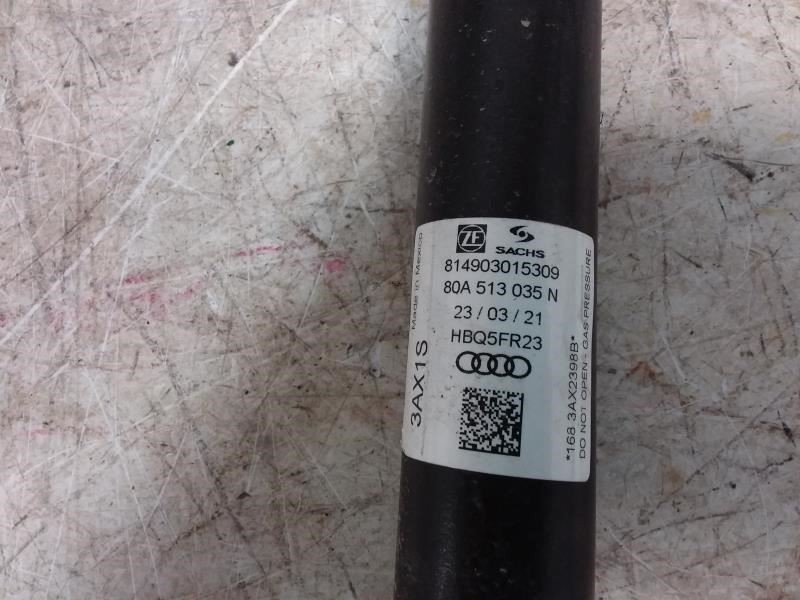 ZF
SACHS
814903015309
80A 513 035 N
23 / 03 / 21
HBQ5FR23
3AX1S
Made in Mexico
*168 3AX2398B*
DO NOT OPEN - GAS PRESSURE